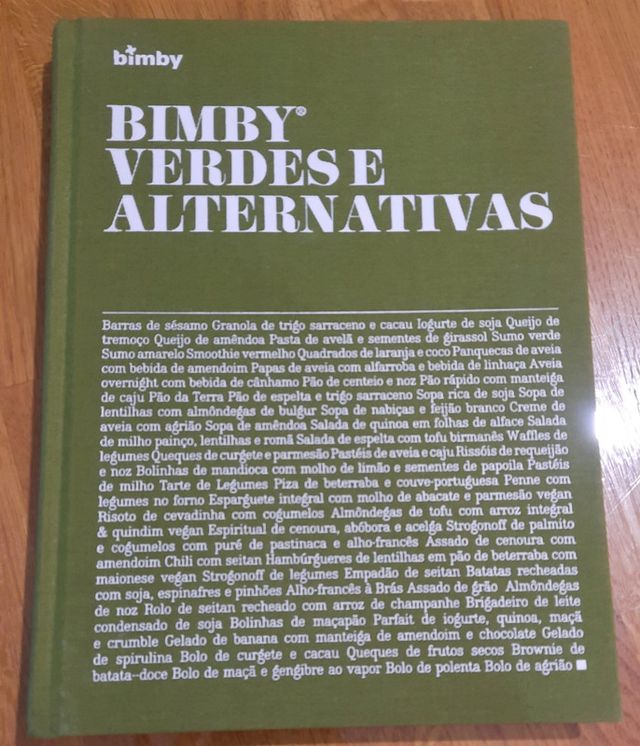 bimby
BIMBY®
VERDES E
ALTERNATIVAS
Barras de sésamo Granola de trigo sarraceno e cacau Iogurte de soja Queijo de
tremoço Queijo de amêndoa Pasta de avelã e sementes de girassol Sumo verde
Sumo amarelo Smoothie vermelho Quadrados de laranja e coco Panquecas de aveia
com bebida de amendoim Papas de aveia com alfarroba e bebida de linhaça Aveia
overnight com bebida de cânhamo Pão de centeio e noz Pão rápido com manteiga
de caju Pão da Terra Pão de espelta e trigo sarraceno Sopa rica de soja Sopa de
lentilhas com almôndegas de bulgur Sopa de nabiças e feijão branco Creme de
aveia com agrião Sopa de amêndoa Salada de quinoa em folhas de alface Salada
de milho painço, lentilhas e romã Salada de espelta com tofu birmanês Waffles de
legumes Queques de curgete e parmesão Pastéis de aveia e caju Rissóis de requeijão
e noz Bolinhas de mandioca com molho de limão e sementes de papoila Pastéis
de milho Tarte de Legumes Piza de beterraba e couve-portuguesa Penne com
legumes no forno Esparguete integral com molho de abacate e parmesão vegan
Risoto de cevadinha com cogumelos Almôndegas de tofu com arroz integral
& quindim vegan Espiritual de cenoura, abóbora e acelga Strogonoff de palmito
e cogumelos com puré de pastinaca e alho-francês Assado de cenoura com
amendoim Chili com seitan Hambúrgueres de lentilhas em pão de beterraba com
maionese vegan Strogonoff de legumes Empadão de seitan Batatas recheadas
com soja, espinafres e pinhões Alho-francês à Brás Assado de grão Almôndegas
de noz Rolo de seitan recheado com arroz de champanhe Brigadeiro de leite
condensado de soja Bolinhas de maçapão Parfait de iogurte, quinoa, maçã
e crumble Gelado de banana com manteiga de amendoim e chocolate Gelado
de spirulina Bolo de curgete e cacau Queques de frutos secos Brownie de
batata--doce Bolo de maçã e gengibre ao vapor Bolo de polenta Bolo de agrião ■